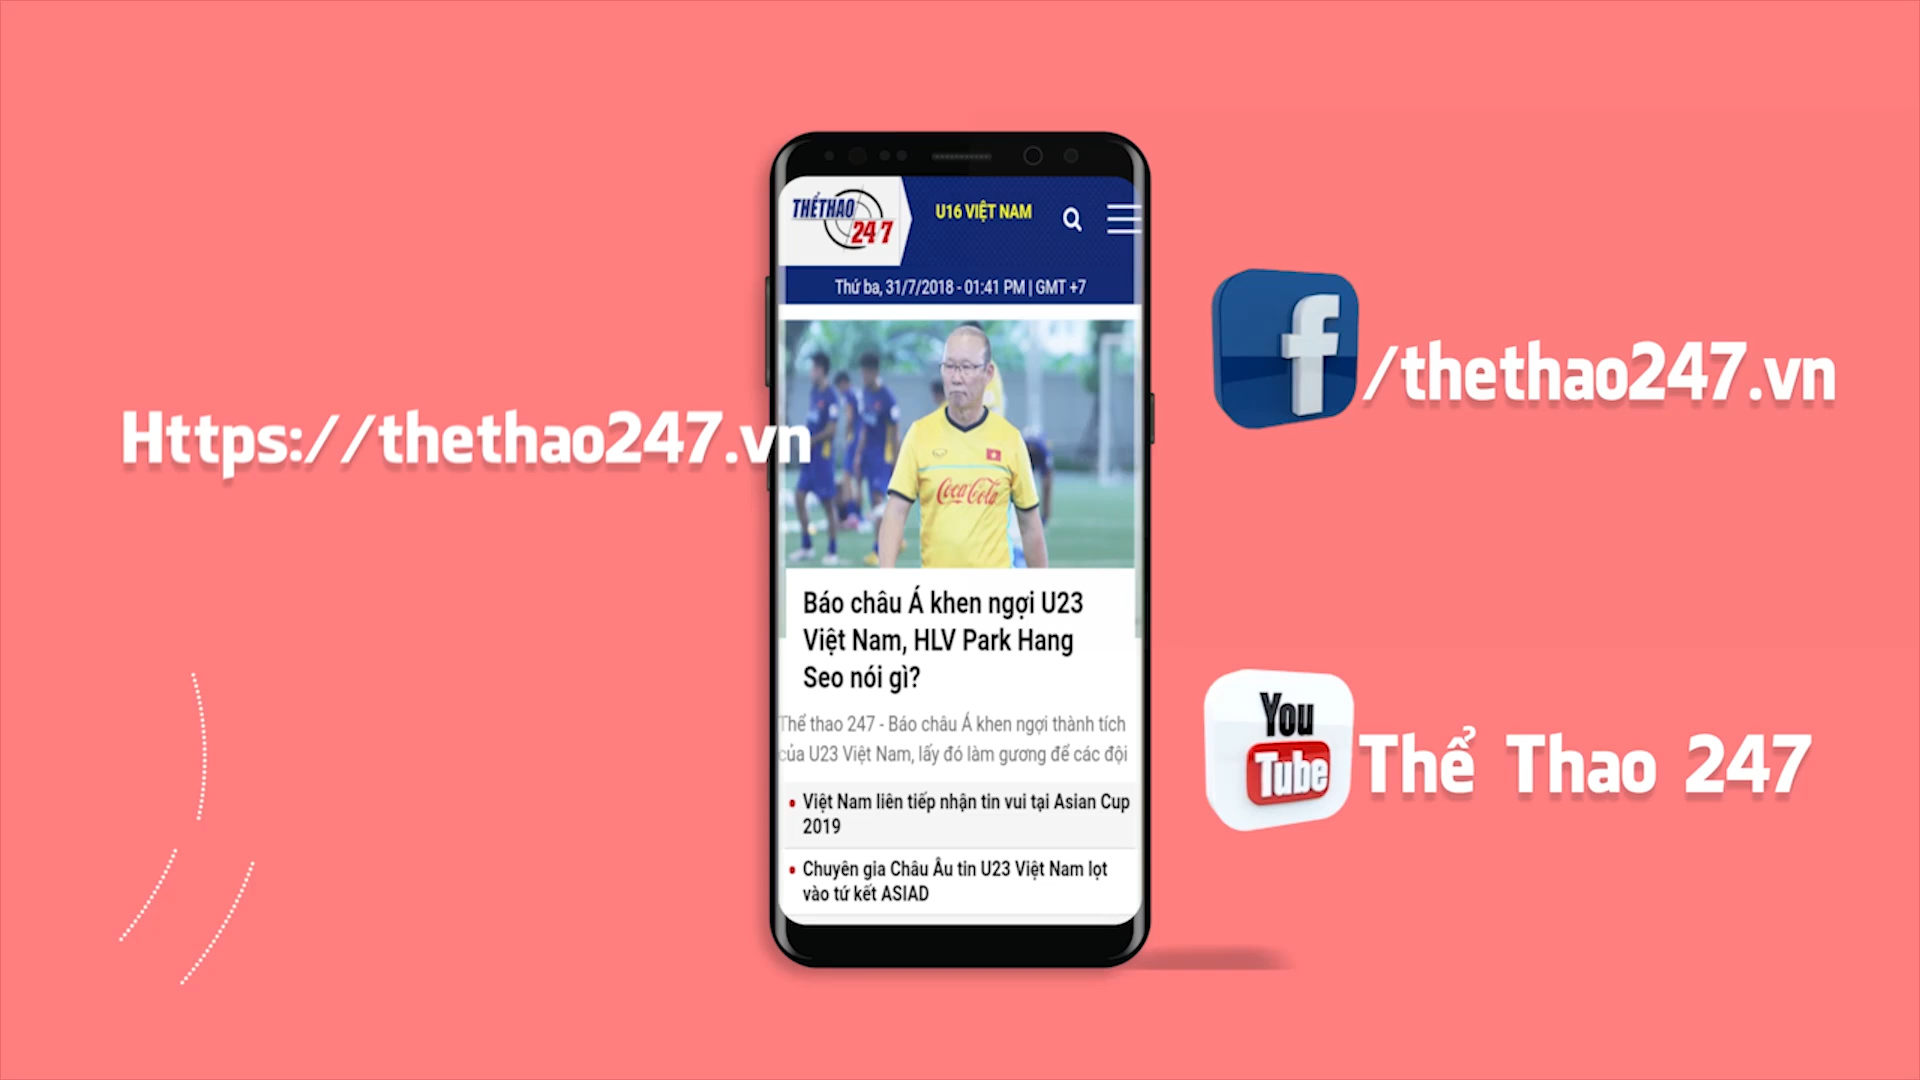 Https://thethao247.vn
THỂTHAO
247
U16 VIỆT NAM
Thứ ba, 31/7/2018 - 01:41 PM | GMT +7
Coca-Cola
Báo châu Á khen ngợi U23
Việt Nam, HLV Park Hang
Seo nói gì?
Thể thao 247 - Báo châu Á khen ngợi thành tích
của U23 Việt Nam, lấy đó làm gương để các đội
Việt Nam liên tiếp nhận tin vui tại Asian Cup
2019
Chuyên gia Châu Âu tin U23 Việt Nam lọt
vào tứ kết ASIAD
f/thethao247.vn
You
Tube
Thể Thao 247